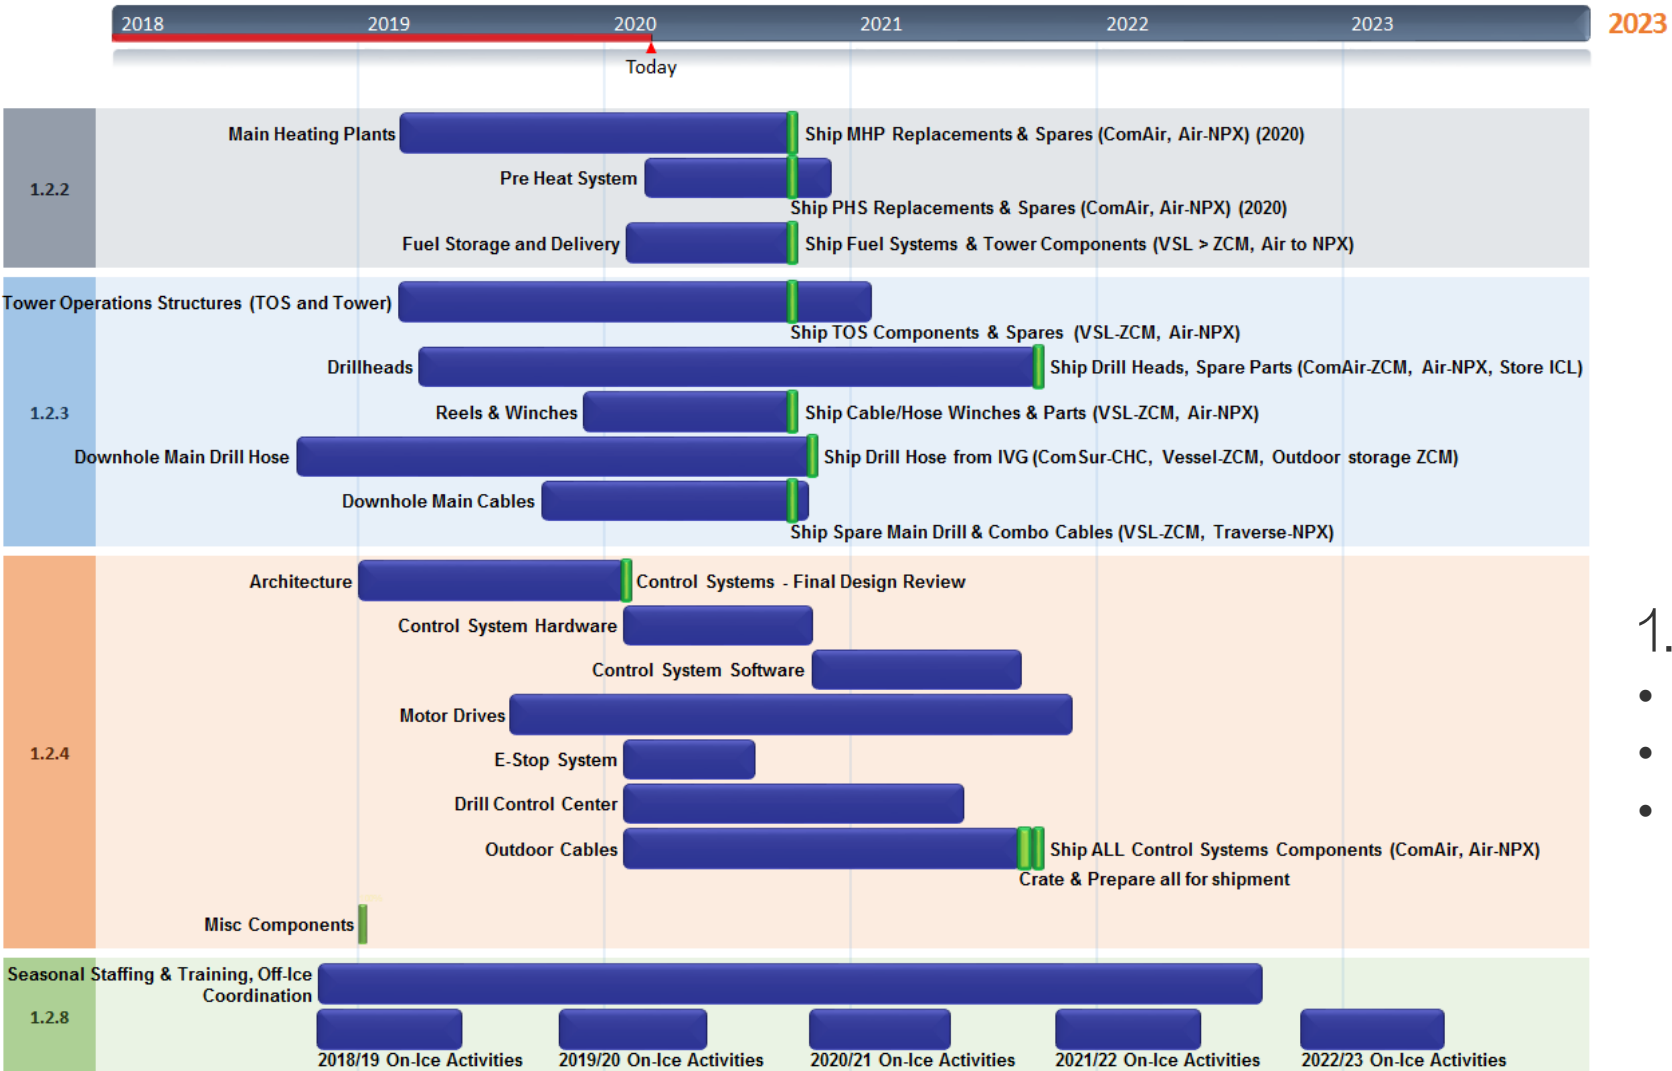 2018 2019 2020 2021 2022 2023 2023
Today
1.2.2
Main Heating Plants Ship MHP Replacements & Spares (ComAir, Air-NPX) (2020)
Pre Heat System
Ship PHS Replacements & Spares (ComAir, Air-NPX) (2020)
Fuel Storage and Delivery Ship Fuel Systems & Tower Components (VSL > ZCM, Air to NPX)
1.2.3
Tower Operations Structures (TOS and Tower)
Ship TOS Components & Spares (VSL-ZCM, Air-NPX)
Drillheads Ship Drill Heads, Spare Parts (ComAir-ZCM, Air-NPX, Store ICL)
Reels & Winches Ship Cable/Hose Winches & Parts (VSL-ZCM, Air-NPX)
Downhole Main Drill Hose Ship Drill Hose from IVG (ComSur-CHC, Vessel-ZCM, Outdoor storage ZCM)
Downhole Main Cables
Ship Spare Main Drill & Combo Cables (VSL-ZCM, Traverse-NPX)
1.2.4
Architecture Control Systems - Final Design Review
Control System Hardware
Control System Software
Motor Drives
E-Stop System
Drill Control Center
Outdoor Cables Ship ALL Control Systems Components (ComAir, Air-NPX)
Crate & Prepare all for shipment
Misc Components
1.2.8
Seasonal Staffing & Training, Off-Ice
Coordination
2018/19 On-Ice Activities 2019/20 On-Ice Activities 2020/21 On-Ice Activities 2021/22 On-Ice Activities 2022/23 On-Ice Activities
1.
•
•
•